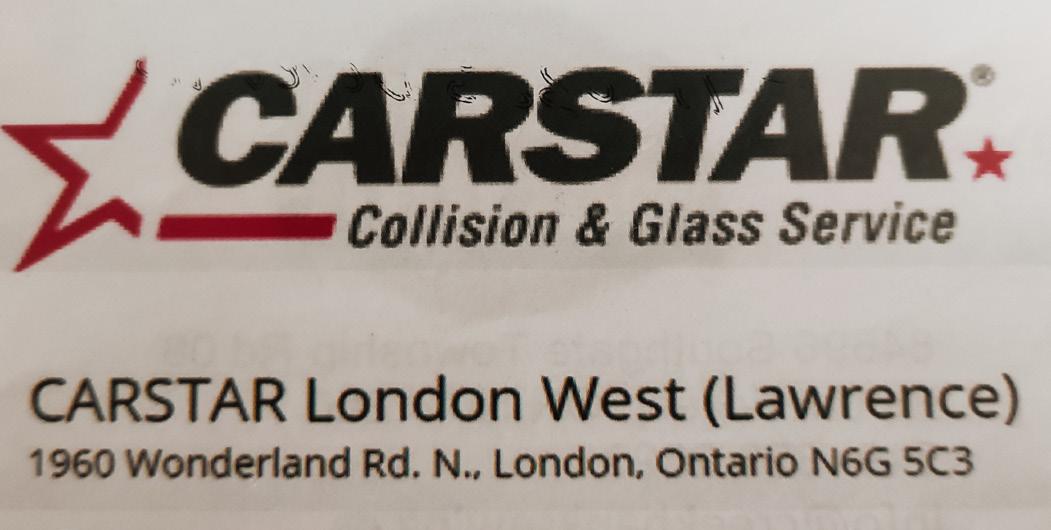 CARSTAR®
Collision & Glass Service
CARSTAR London West (Lawrence)
1960 Wonderland Rd. N., London, Ontario N6G 5C3